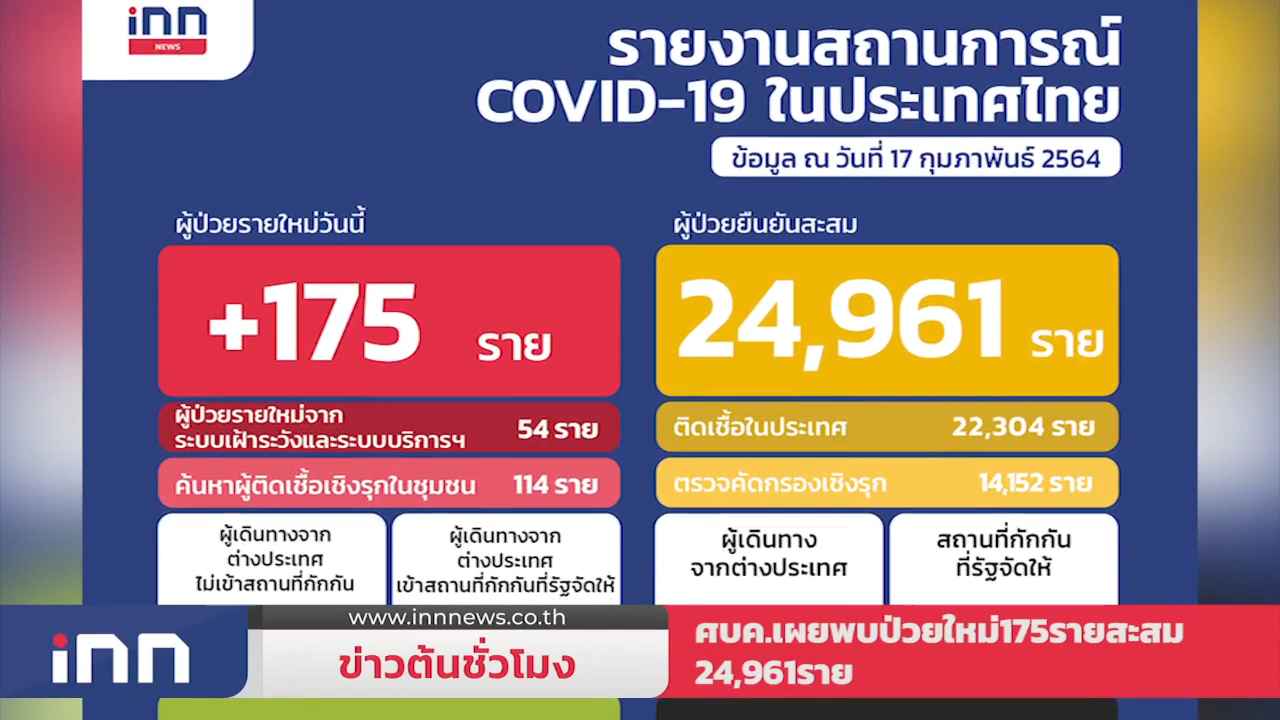 inn
NEWS
รายงานสถานการณ์
COVID-19 ในประเทศไทย
ข้อมูล ณ วันที่ 17 กุมภาพันธ์ 2564
ผู้ป่วยรายใหม่วันนี้
+175 ราย
ผู้ป่วยรายใหม่จาก
ระบบเฝ้าระวังและระบบบริการฯ
54 ราย
ค้นหาผู้ติดเชื้อเชิงรุกในชุมชน 114 ราย
ผู้เดินทางจาก
ต่างประเทศ
ไม่เข้าสถานที่กักกัน
ผู้เดินทางจาก
ต่างประเทศ
เข้าสถานที่กักกันที่รัฐจัดให้
ผู้ป่วยยืนยันสะสม
24,961 ราย
ติดเชื้อในประเทศ 22,304 ราย
ตรวจคัดกรองเชิงรุก 14,152 ราย
ผู้เดินทาง
จากต่างประเทศ
สถานที่กักกัน
ที่รัฐจัดให้
inn
www.innnews.co.th
ข่าวต้นชั่วโมง
ศบค.เผยพบป่วยใหม่175รายสะสม
24,961ราย